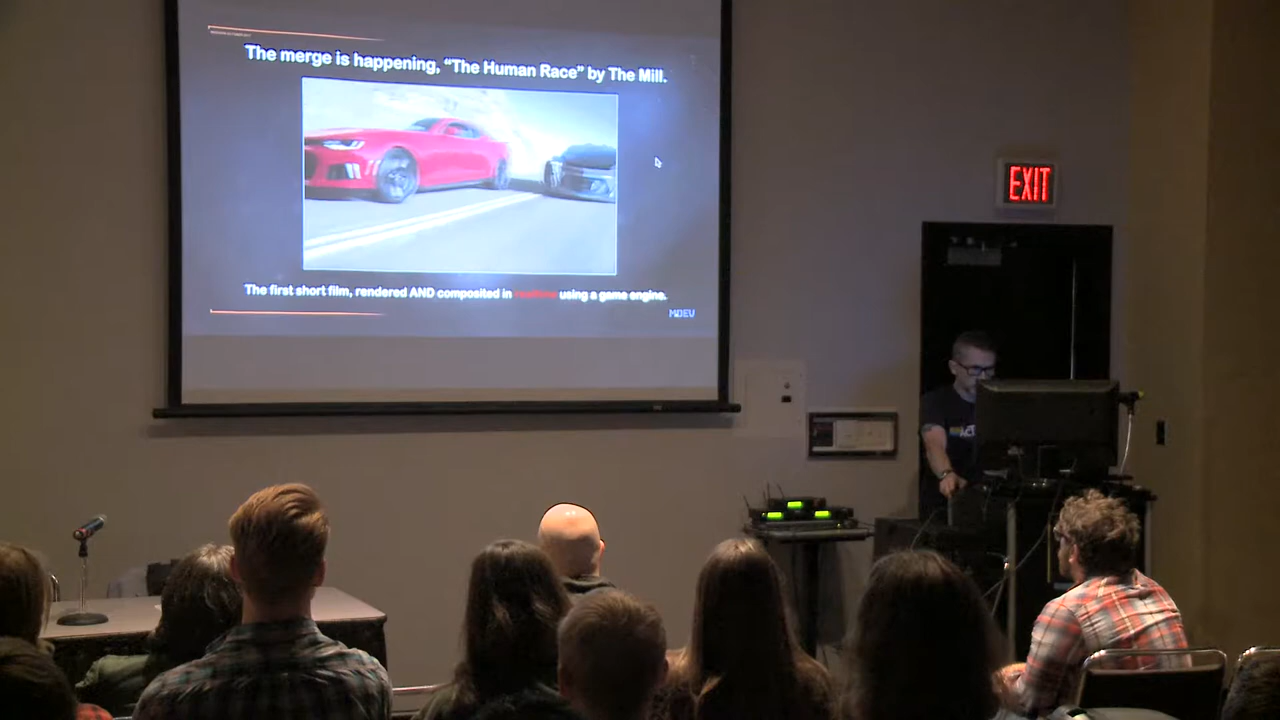 The merge is happening, “The Human Race” by The Mill.
The first short film, rendered AND composited in realtime using a game engine.
MDEV
EXIT